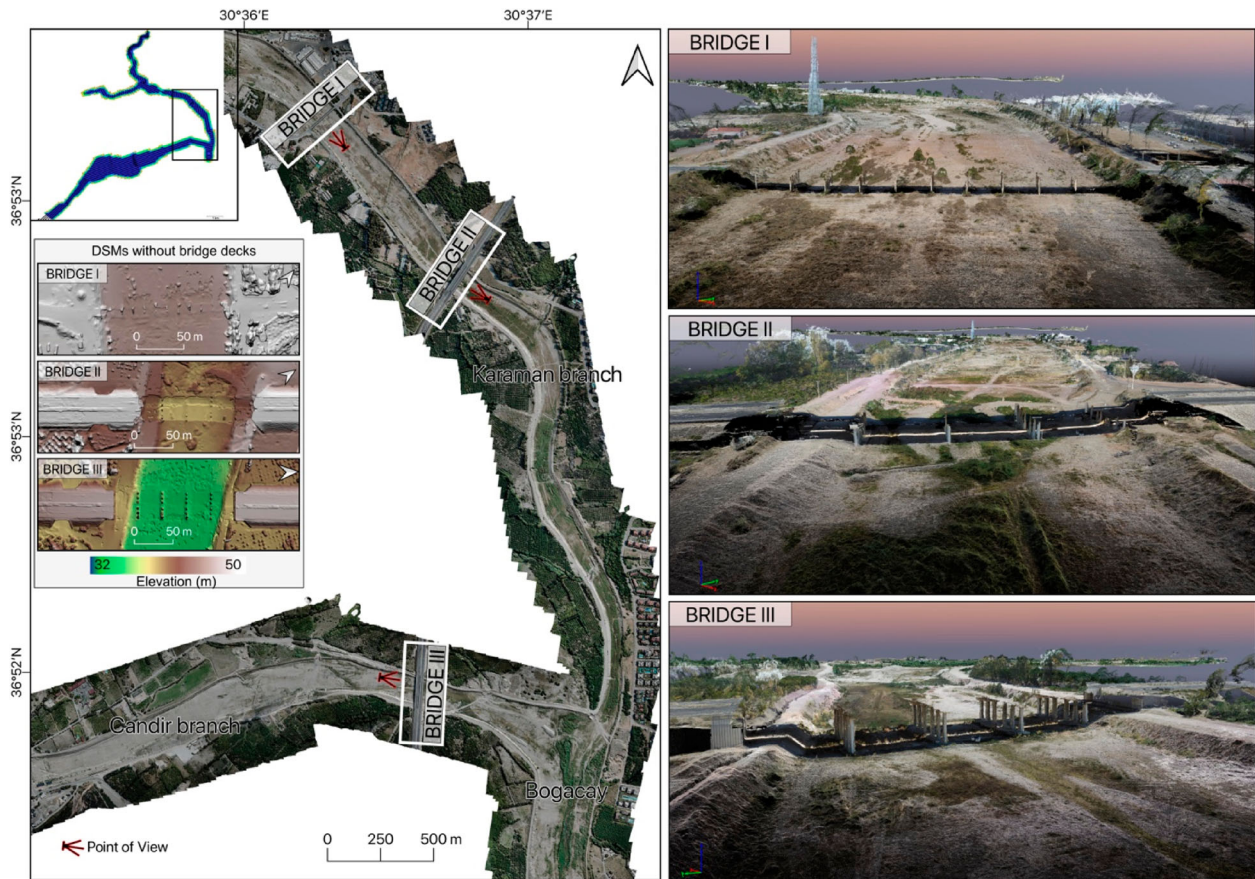 30°36'E
30°37'E
36°53'N
36°53'N
36°52'N
BRIDGE I
BRIDGE II
Karaman branch
DSMs without bridge decks
BRIDGE I
0 50 m
BRIDGE II
0 50 m
BRIDGE III
0 50 m
32 50
Elevation (m)
BRIDGE III
Candir branch
Bogacay
Point of View
0 250 500 m
BRIDGE I
BRIDGE II
BRIDGE III